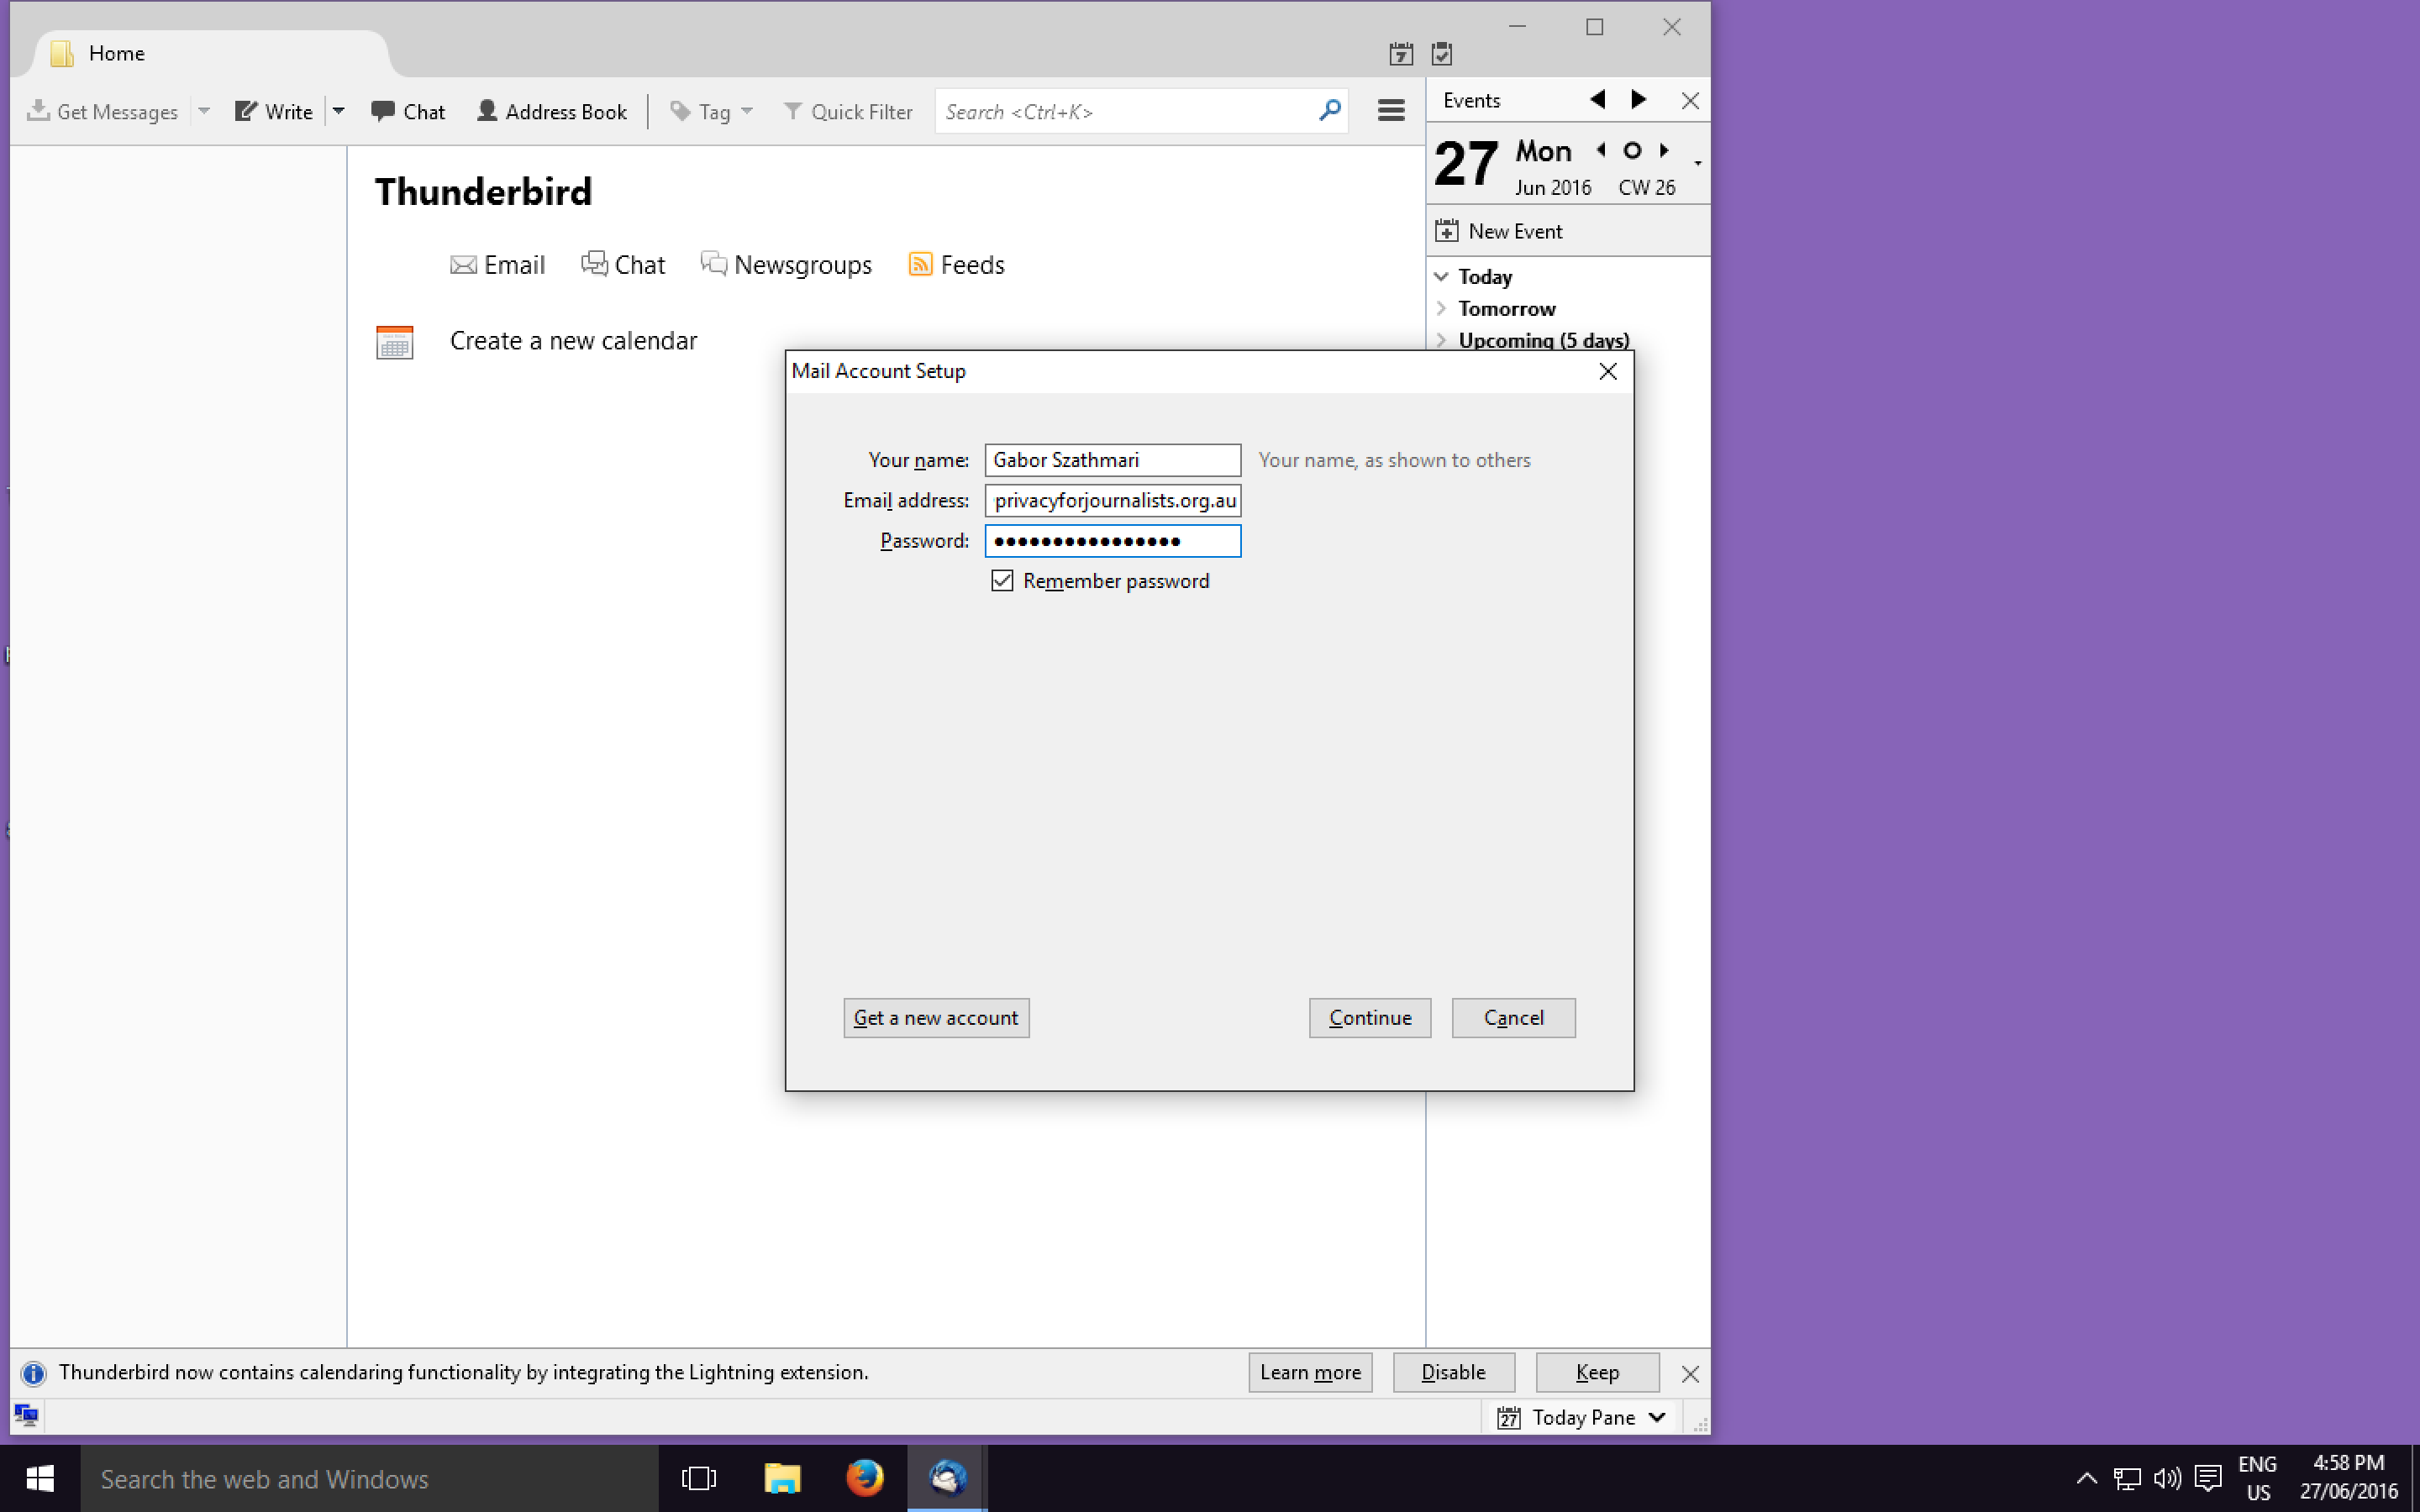 Home
Get Messages
Write
Chat
Address Book
Tag
Quick Filter
Search <Ctrl+K>
Events
27
Mon
Jun 2016
CW 26
New Event
Today
Tomorrow
Upcoming (5 days)
Thunderbird
Email
Chat
Newsgroups
Feeds
Create a new calendar
Mail Account Setup
Your name:
Gabor Szathmari
Your name, as shown to others
Email address:
privacyforjournalists.org.au
Password:
••••••••••••••••
Remember password
Get a new account
Continue
Cancel
Thunderbird now contains calendaring functionality by integrating the Lightning extension.
Learn more
Disable
Keep
27
Today Pane
Search the web and Windows
ENG
US
4:58 PM
27/06/2016